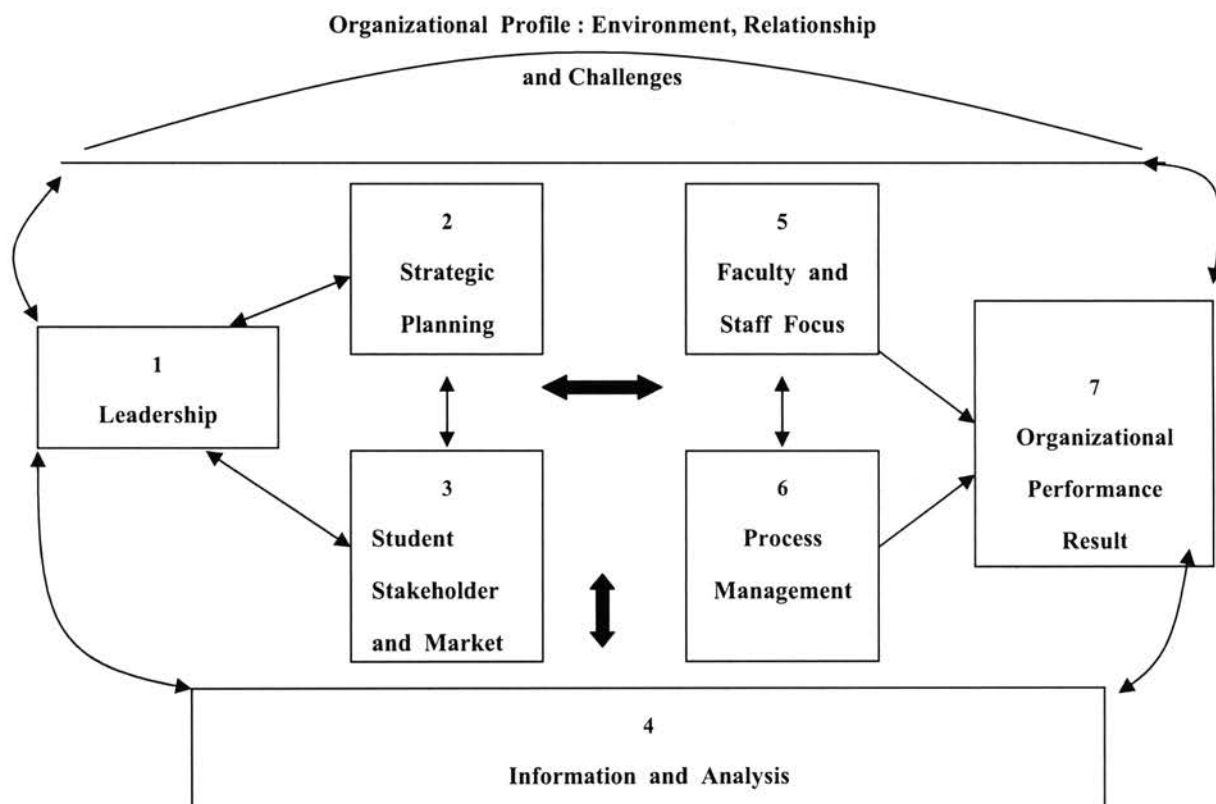 Organizational Profile : Environment, Relationship
and Challenges
2
Strategic
Planning
5
Faculty and
Staff Focus
1
Leadership
7
Organizational
Performance
Result
3
Student
Stakeholder
and Market
6
Process
Management
4
Information and Analysis